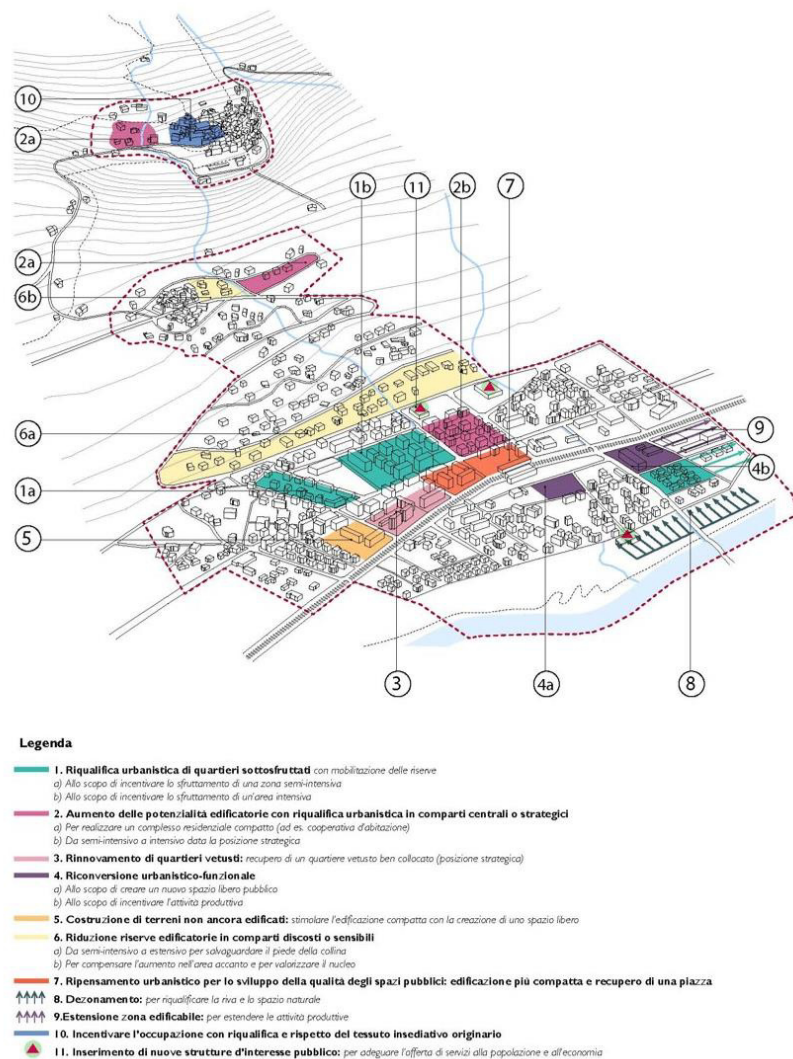 10
2a
1b
11
2b
7
2a
6b
6a
9
1a
4b
5
3
4a
8
Legenda
1. Riqualifica urbanistica di quartieri sottosfruttati con mobilitazione delle riserve
a) Allo scopo di incentivare lo sfruttamento di una zona semi-intensiva
b) Allo scopo di incentivare lo sfruttamento di un'area intensiva
2. Aumento delle potenzialità edificatorie con riqualifica urbanistica in comparti centrali o strategici
a) Per realizzare un complesso residenziale compatto (ad es. cooperativa d'abitazione)
b) Da semi-intensivo a intensivo data la posizione strategica
3. Rinnovamento di quartieri vetusti: recupero di un quartiere vetusto ben collocato (posizione strategica)
4. Riconversione urbanistico-funzionale
a) Allo scopo di creare un nuovo spazio libero pubblico
b) Allo scopo di incentivare l'attività produttiva
5. Costruzione di terreni non ancora edificati: stimolare l'edificazione compatta con la creazione di uno spazio libero
6. Riduzione riserve edificatorie in comparti discosti o sensibili
a) Da semi-intensivo a estensivo per salvaguardare il piede della collina
b) Per compensare l'aumento nell'area accanto e per valorizzare il nucleo
7. Ripensamento urbanistico per lo sviluppo della qualità degli spazi pubblici: edificazione più compatta e recupero di una piazza
8. Dezonamento: per riqualificare la riva e lo spazio naturale
9.Estensione zona edificabile: per estendere le attività produttive
10. Incentivare l'occupazione con riqualifica e rispetto del tessuto insediativo originario
11. Inserimento di nuove strutture d'interesse pubblico: per adeguare l'offerta di servizi alla popolazione e all'economia